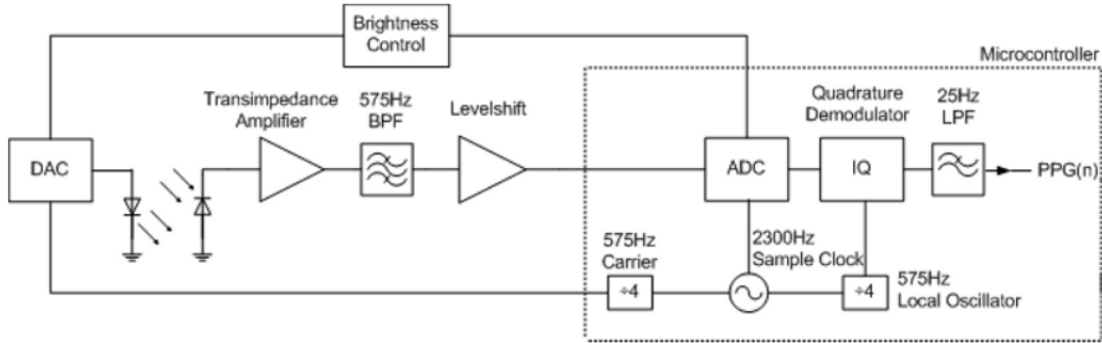 Brightness
Control
Microcontroller
Transimpedance
Amplifier
575Hz
BPF
Levelshift
Quadrature
Demodulator
25Hz
LPF
DAC
ADC
IQ
PPG(n)
575Hz
Carrier
2300Hz
Sample Clock
÷4
÷4
575Hz
Local Oscillator